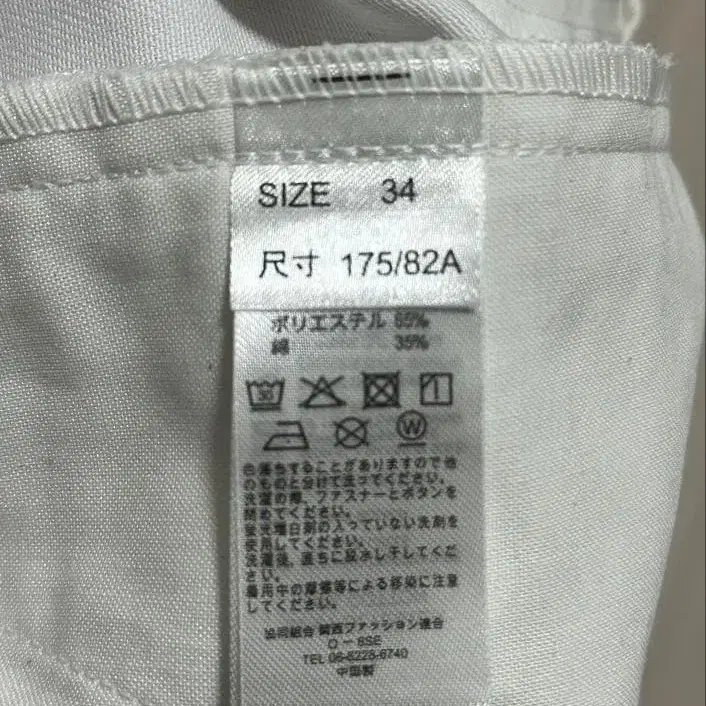 SIZE 34
尺寸 175/82A
ポリエステル 65%
綿 35%
30
W
色落ちすることがありますので他
のものと分けて洗ってください。
洗濯の際、ファスナーとボタンを
閉めてください。
蛍光増白剤の入っていない洗剤を
使用してください。
洗濯後、直ちに脱水し干してくだ
さい。
着用中の摩擦等による移染に注意
してください。
協同組合 関西ファッション連合
O-8SE
TEL 06-6228-6740
中国製